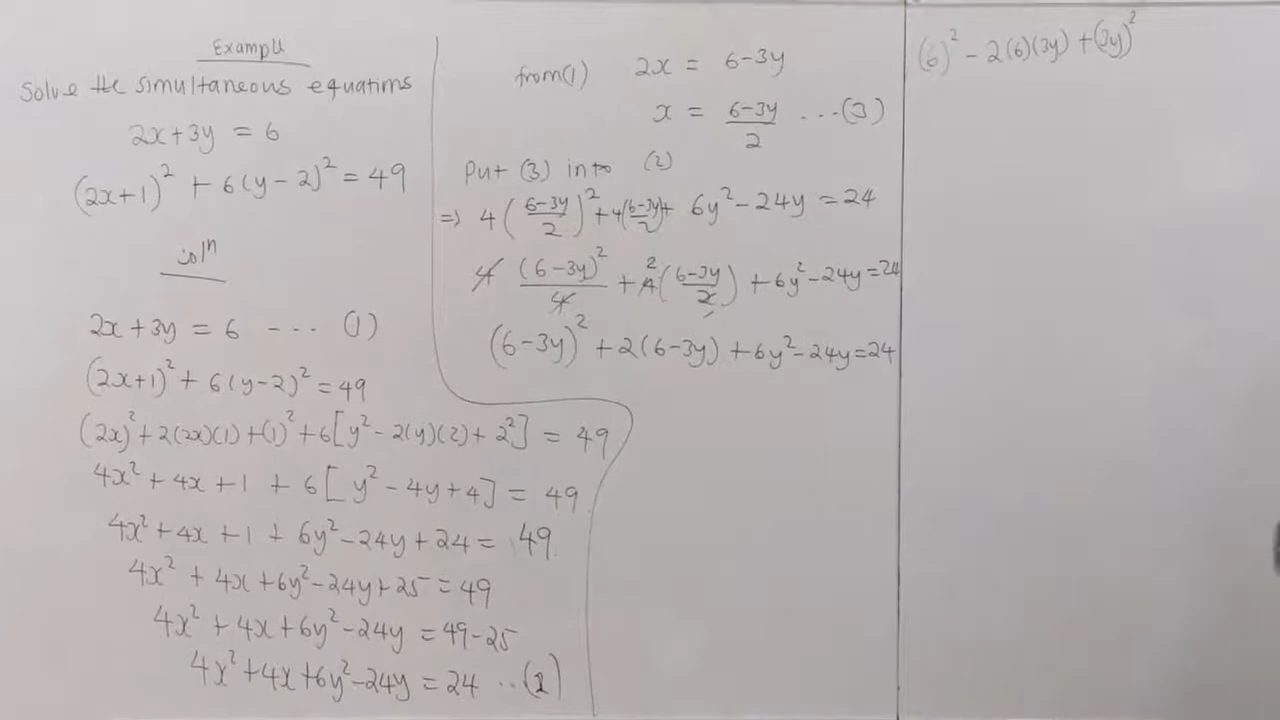 Example
Solve the simultaneous equations
2x + 3y = 6
(2x+1)² + 6(y-2)² = 49
solⁿ
2x + 3y = 6 --- (1)
(2x+1)² + 6(y-2)² = 49
(2x)² + 2(2x)(1) + (1)² + 6[y² - 2(y)(2) + 2²] = 49
4x² + 4x + 1 + 6[y² - 4y + 4] = 49
4x² + 4x + 1 + 6y² - 24y + 24 = 49
4x² + 4x + 6y² - 24y + 25 = 49
4x² + 4x + 6y² - 24y = 49 - 25
4x² + 4x + 6y² - 24y = 24 ..(2)
from (1) 2x = 6-3y
x = (6-3y)/2 ...(3)
Put (3) into (2)
⇒ 4((6-3y)/2)² + 4((6-3y)/2) + 6y² - 24y = 24
4 (6-3y)²/4 + 4 2((6-3y)/2) + 6y² - 24y = 24
(6-3y)² + 2(6-3y) + 6y² - 24y = 24
(6)² - 2(6)(3y) + (3y)²